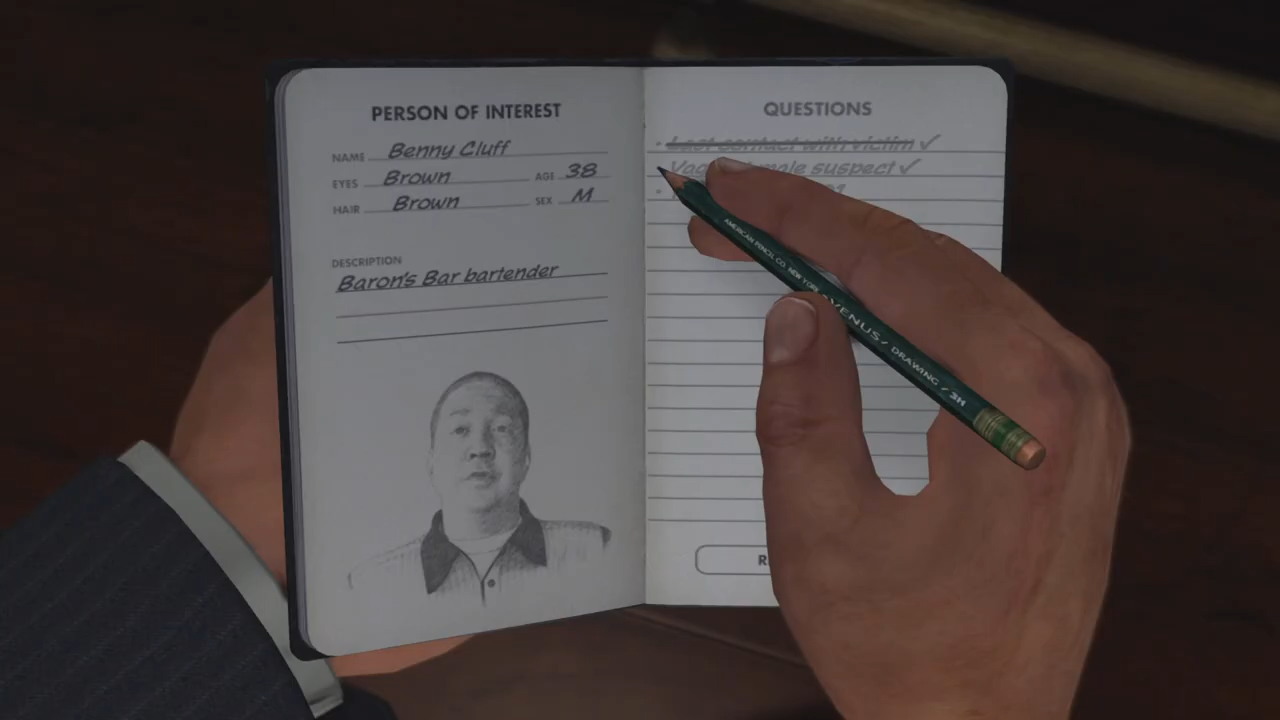 PERSON OF INTEREST
NAME Benny Cluff
EYES Brown AGE 38
HAIR Brown SEX M
DESCRIPTION
Baron's Bar bartender
QUESTIONS
Last contact with victim ✓
male suspect ✓
AMERICAN PENCIL CO. NEW YORK VENUS / DRAWING / 3H